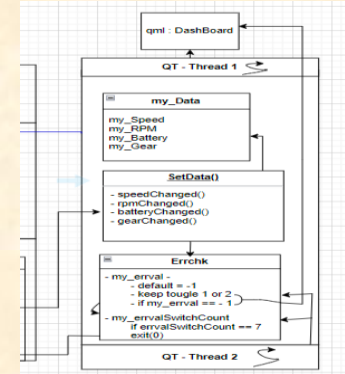 qml : DashBoard
QT - Thread 1
my_Data
my_Speed
my_RPM
my_Battery
my_Gear
SetData()
- speedChanged()
- rpmChanged()
- batteryChanged()
- gearChanged()
Errchk
- my_errval -
- default = -1
- keep tougle 1 or 2
- if my_errval == - 1
- my_errvalSwitchCount
if errvalSwitchCount == 7
exit(0)
QT - Thread 2